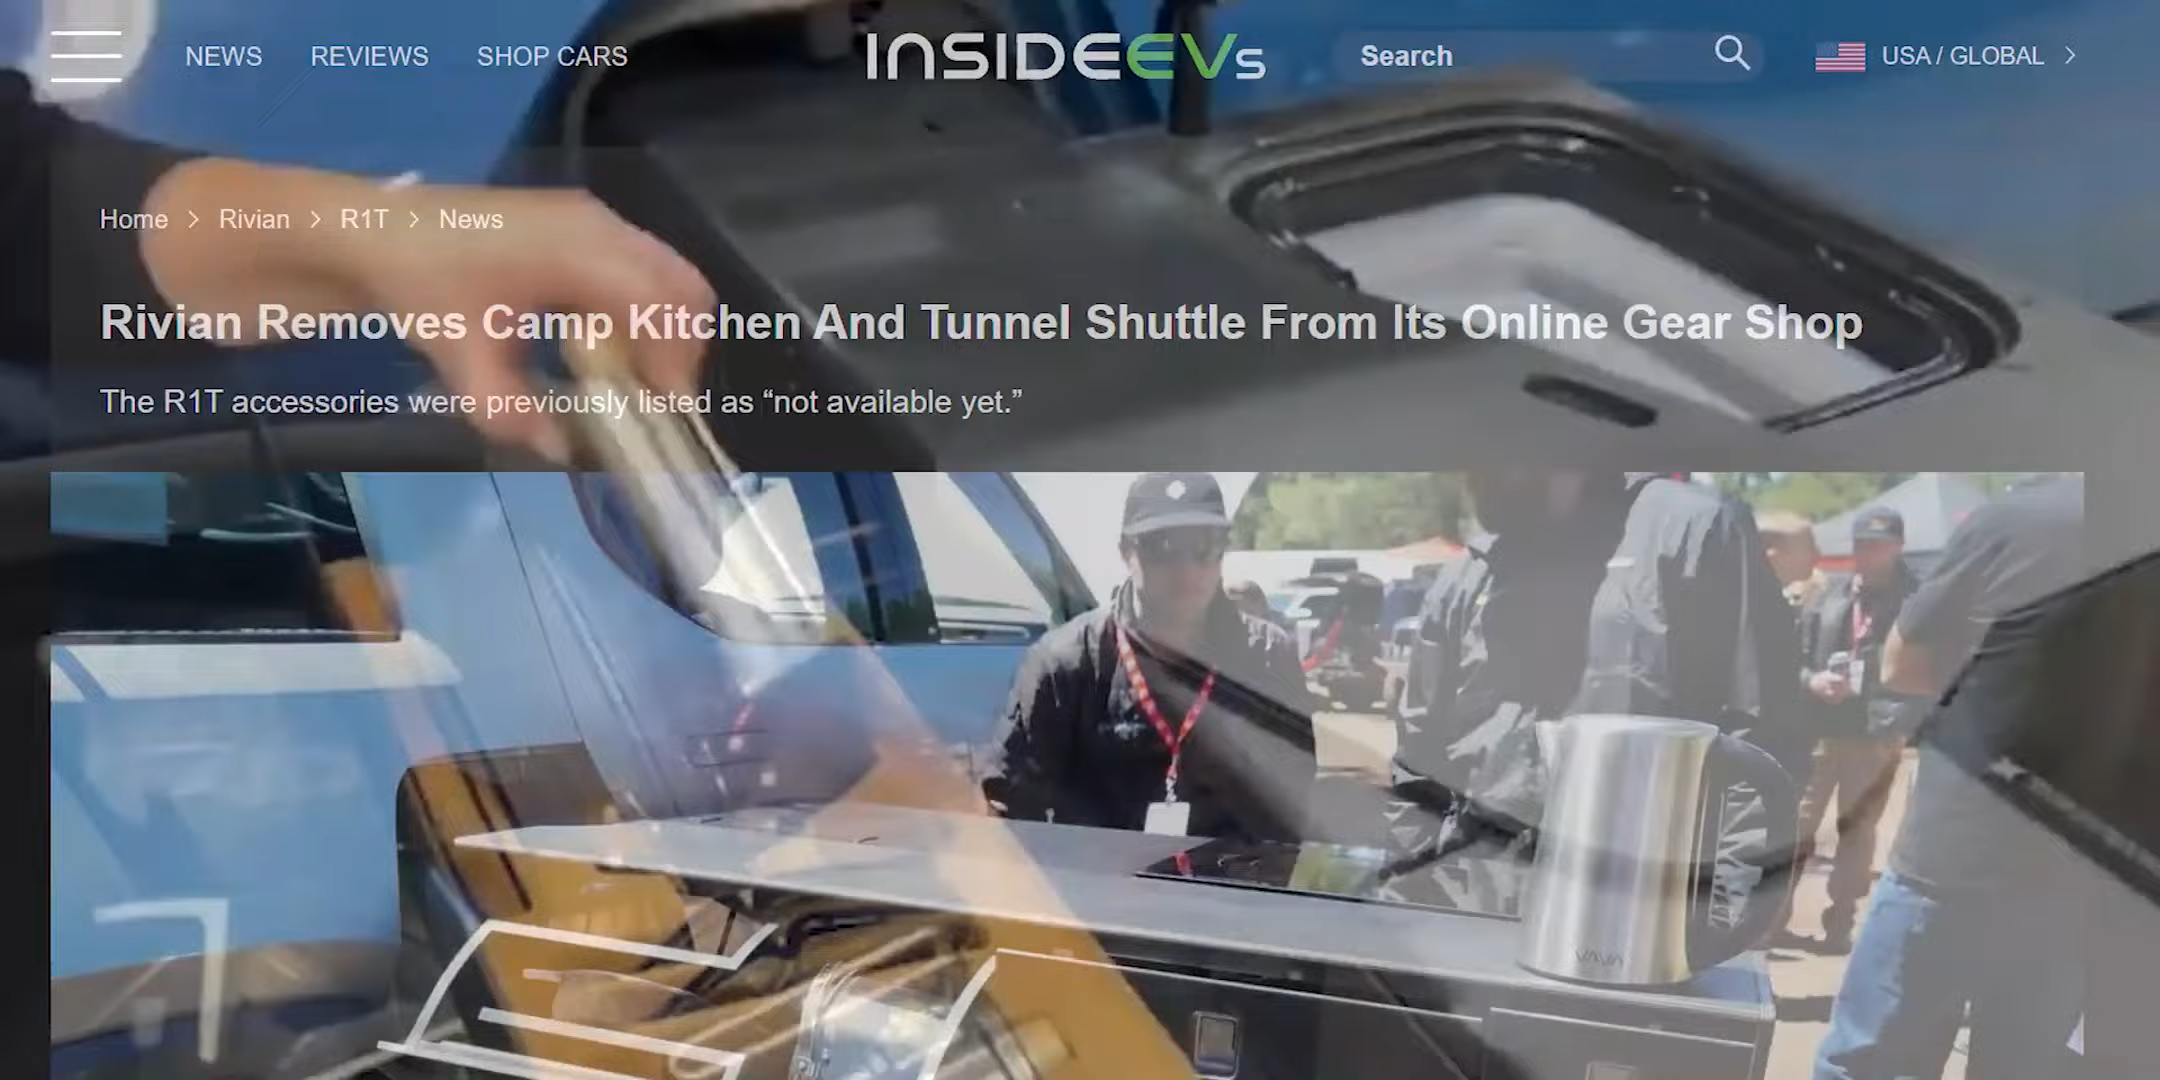 NEWS REVIEWS SHOP CARS INSIDEEVs Search USA / GLOBAL
Home > Rivian > R1T > News
Rivian Removes Camp Kitchen And Tunnel Shuttle From Its Online Gear Shop
The R1T accessories were previously listed as “not available yet.”
VAVA